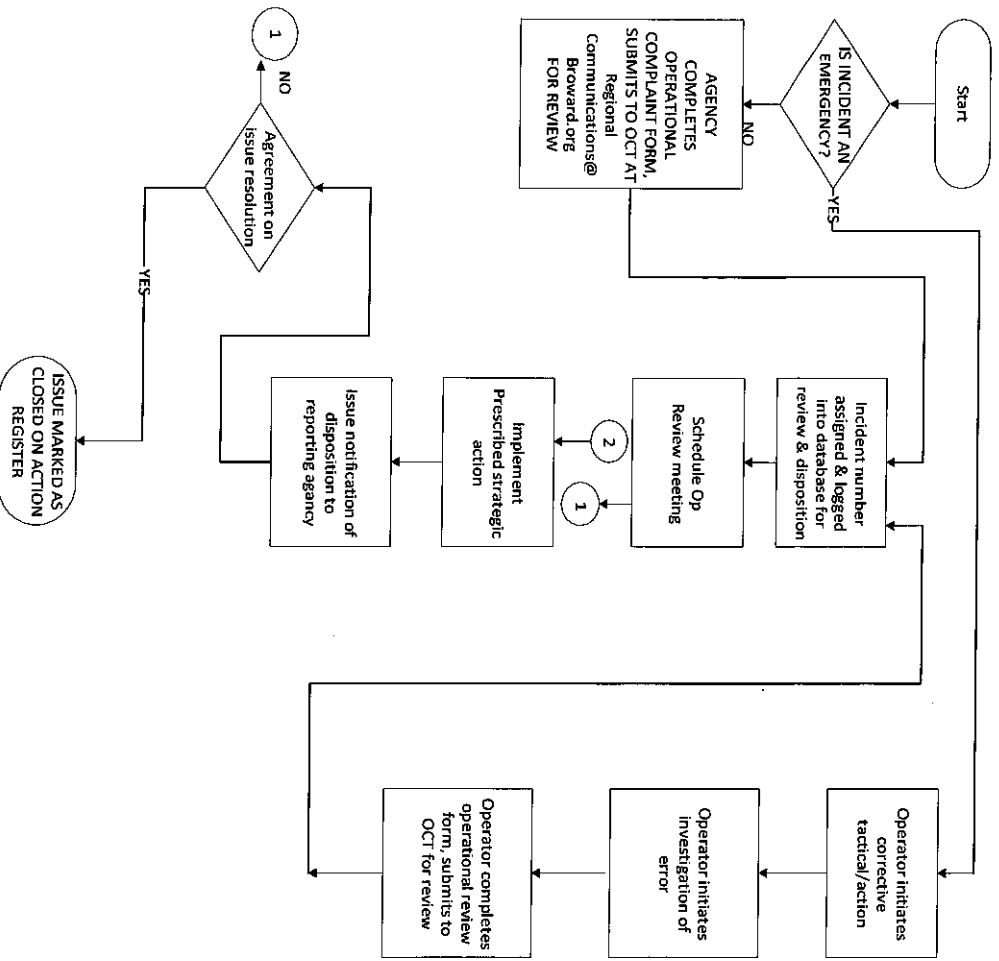 Start
IS INCIDENT AN
EMERGENCY?
YES
NO
AGENCY
COMPLETES
OPERATIONAL
COMPLAINT FORM,
SUBMITS TO OCT AT
Regional
Communications@
Broward.org
FOR REVIEW
Incident number
assigned & logged
into database for
review & disposition
Schedule Op
Review meeting
1
2
Implement
Prescribed strategic
action
Issue notification of
disposition to
reporting agancy
Agreement on
issue resolution
NO
1
YES
ISSUE MARKED AS
CLOSED ON ACTION
REGISTER
Operator initiates
corrective
tactical/action
Operator initiates
investigation of
error
Operator completes
operational review
form, submits to
OCT for review